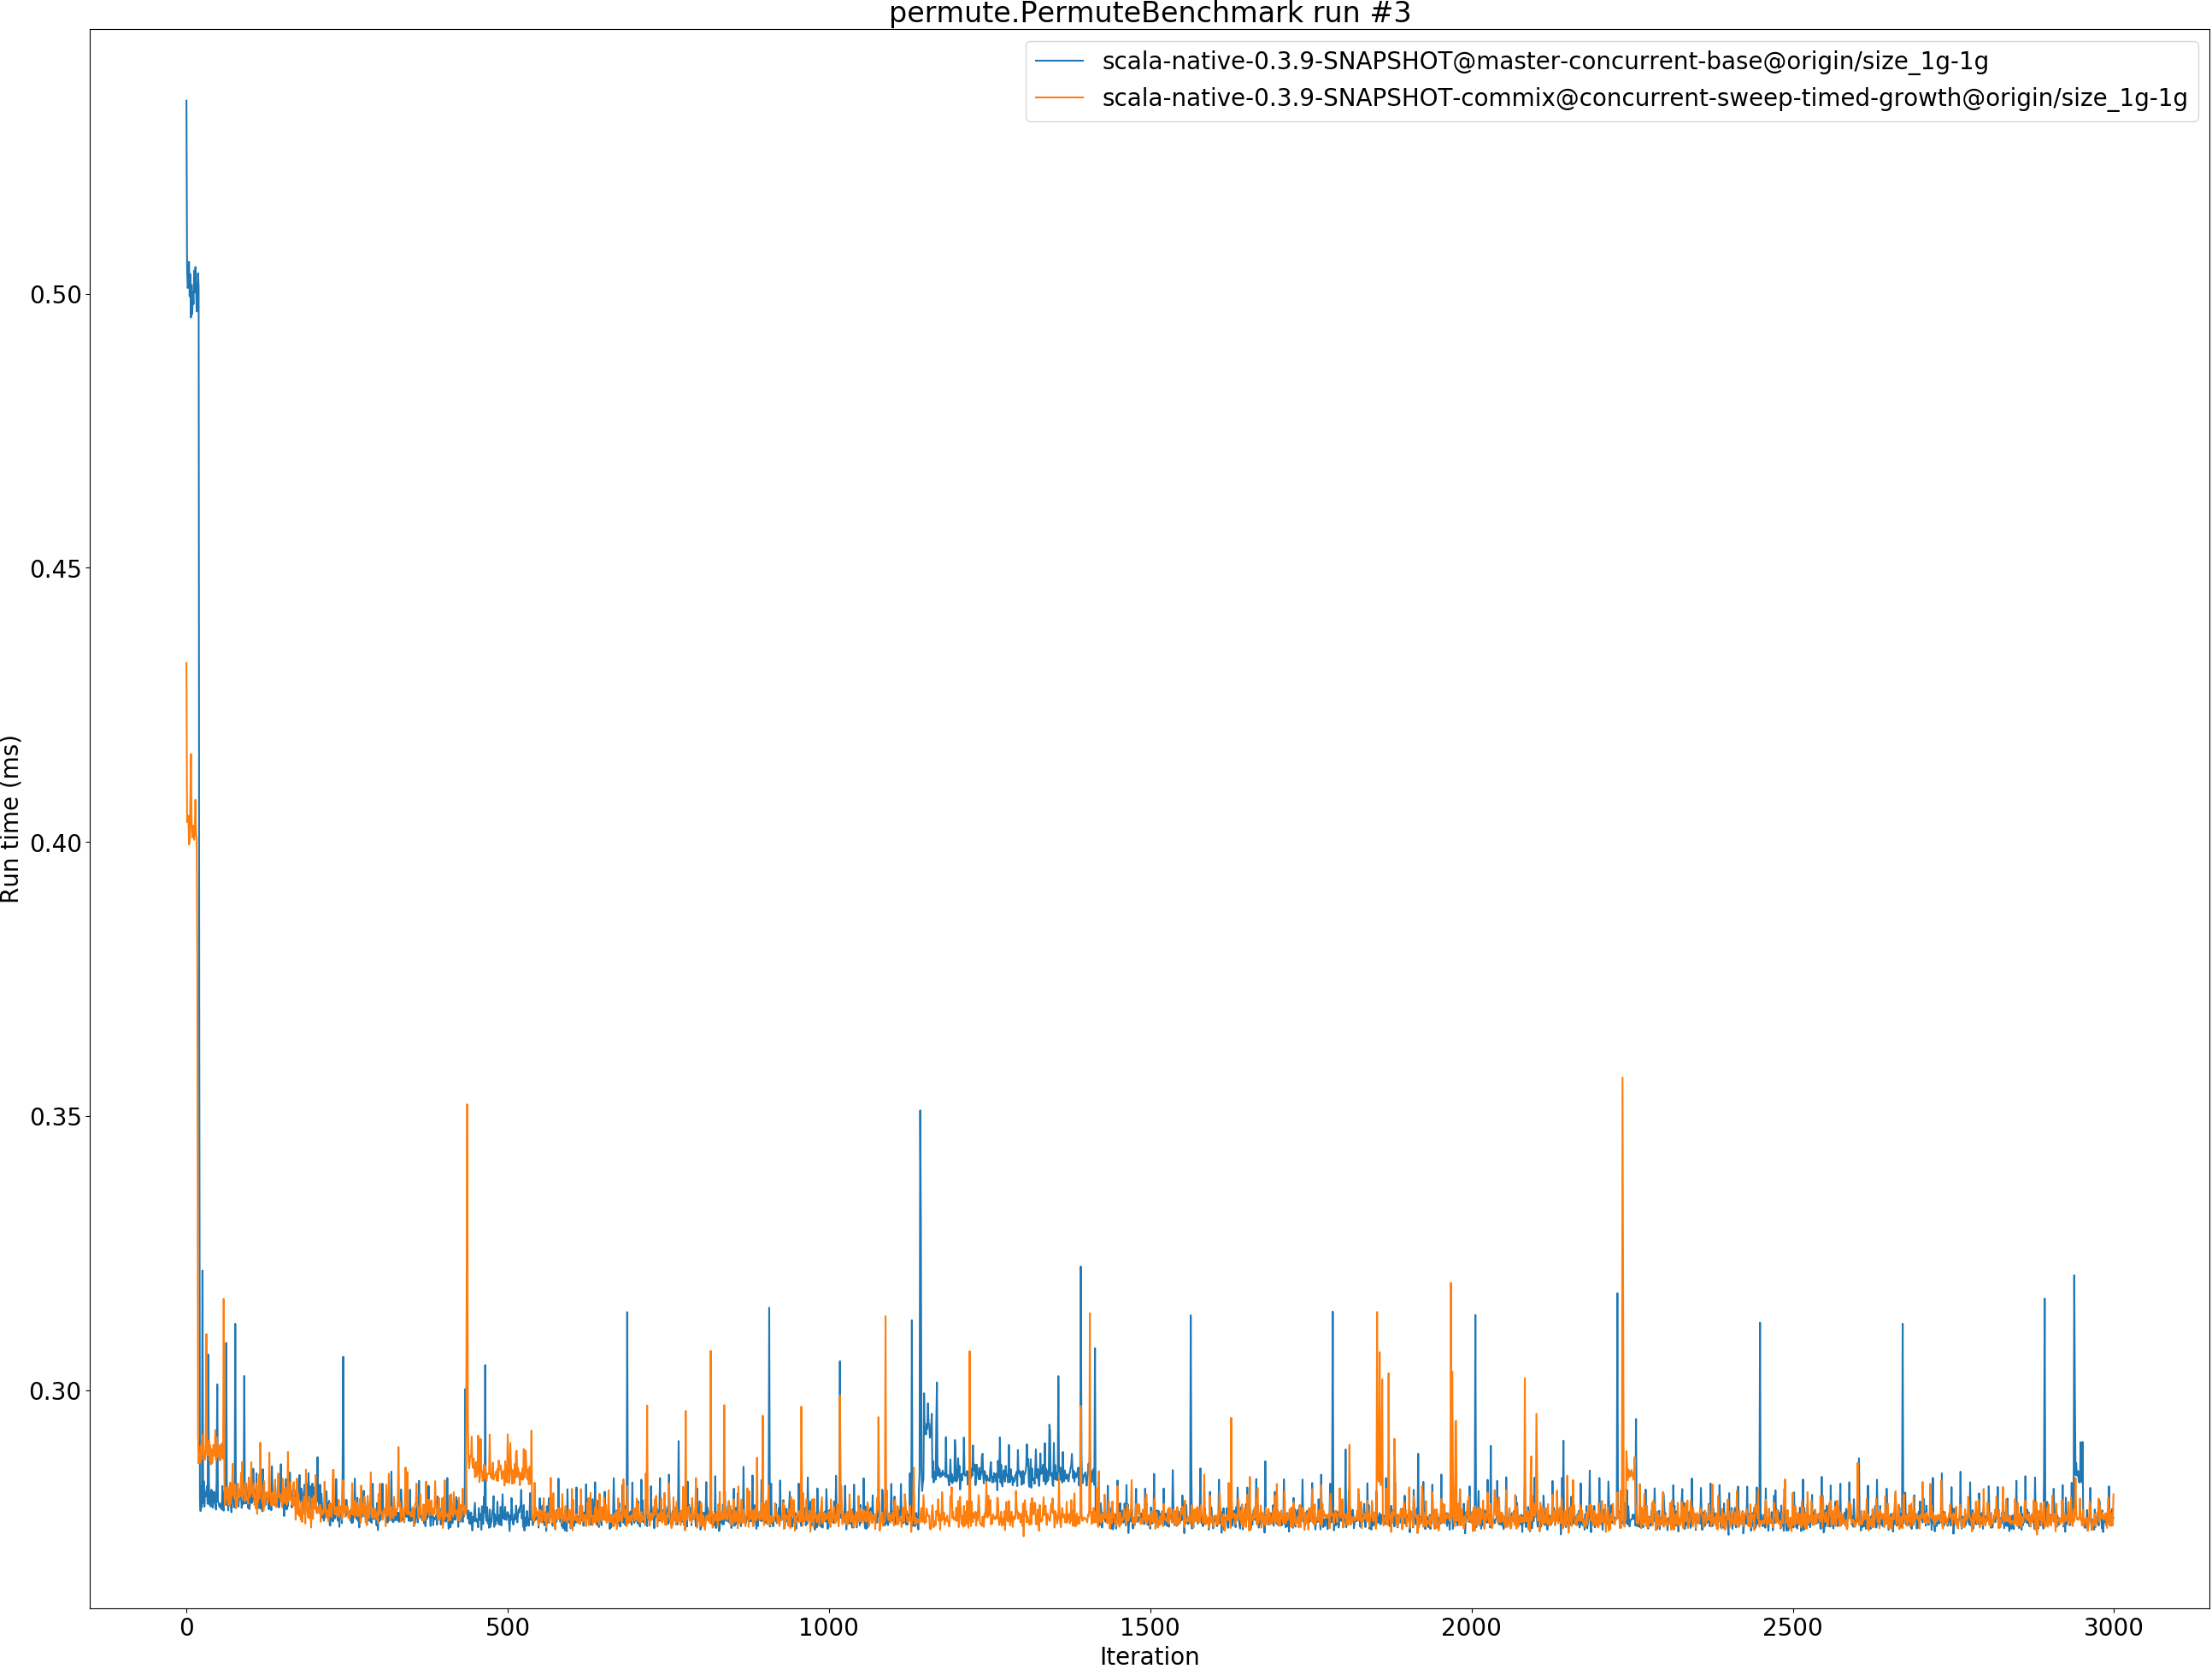 permute.PermuteBenchmark run #3
scala-native-0.3.9-SNAPSHOT@master-concurrent-base@origin/size_1g-1g
scala-native-0.3.9-SNAPSHOT-commix@concurrent-sweep-timed-growth@origin/size_1g-1g
Run time (ms)
0.50
0.45
0.40
0.35
0.30
0 500 1000 1500 2000 2500 3000
Iteration